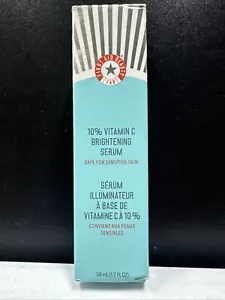 FIRST AID BEAUTY
10% VITAMIN C
BRIGHTENING
SERUM
SAFE FOR SENSITIVE SKIN
SÉRUM
ILLUMINATEUR
À BASE DE
VITAMINE C À 10 %
CONVIENT AUX PEAUX
SENSIBLES
50 ml (1.7 FL OZ)